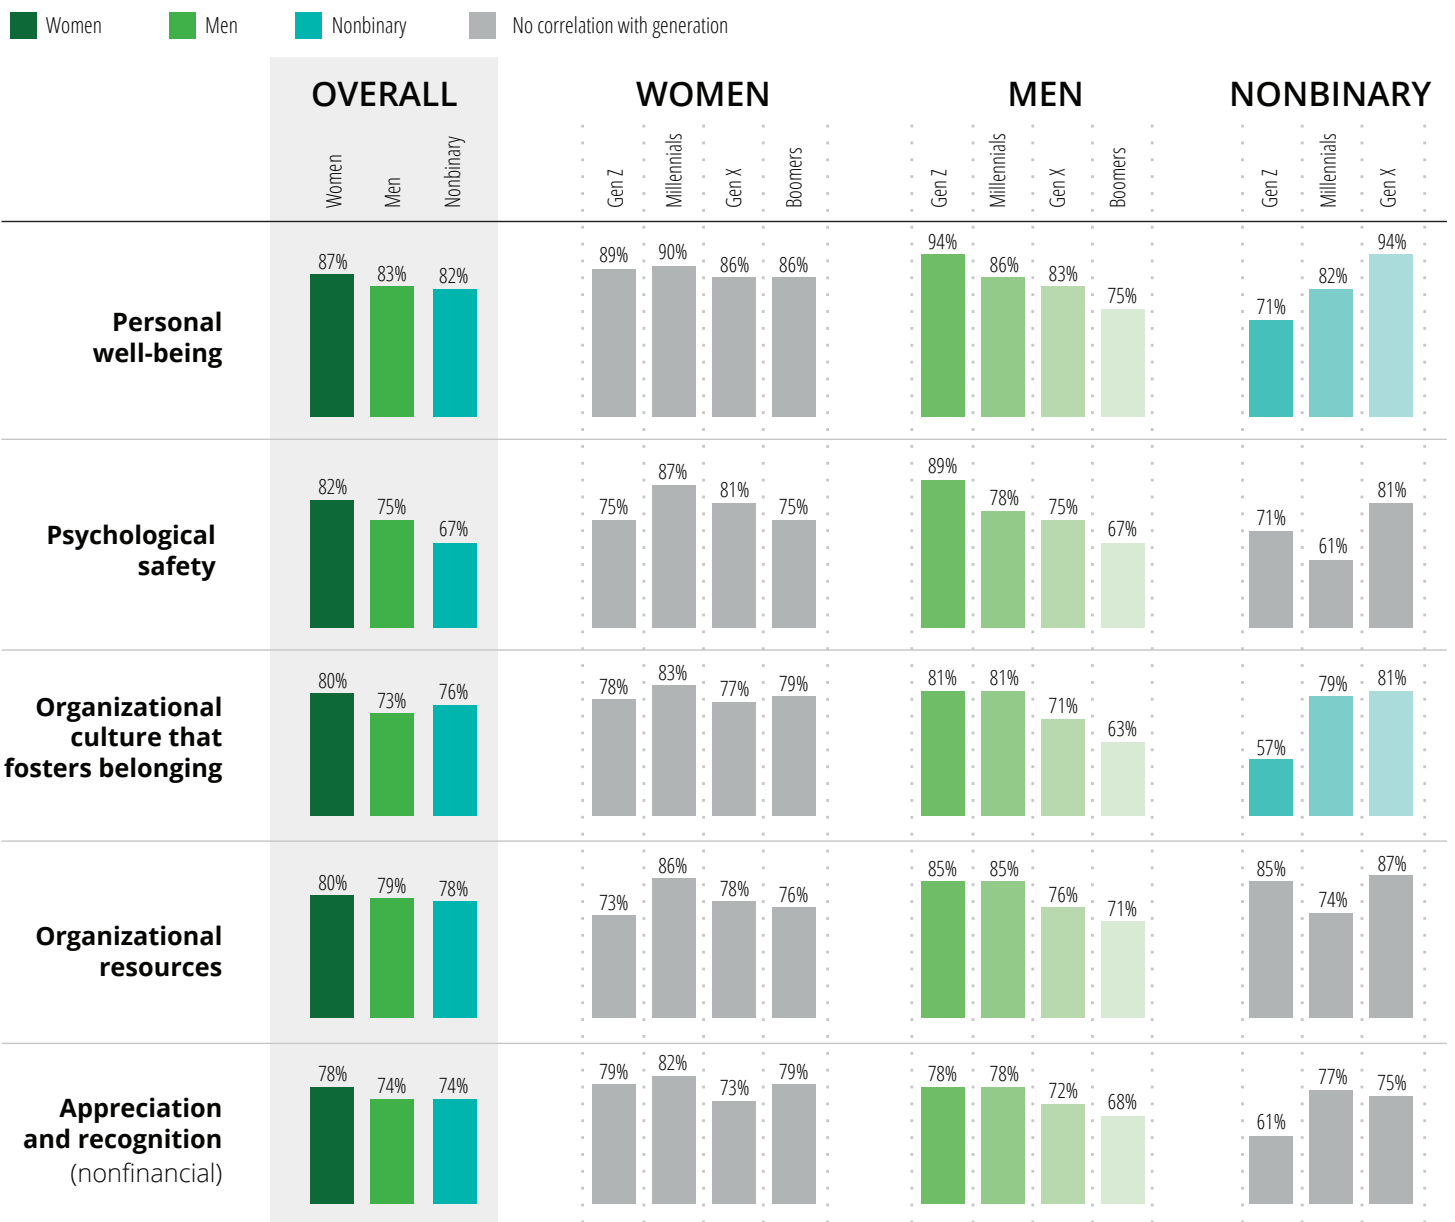 Women Men Nonbinary No correlation with generation
OVERALL WOMEN MEN NONBINARY
Women Men Nonbinary Gen Z Millennials Gen X Boomers Gen Z Millennials Gen X Boomers Gen Z Millennials Gen X
Personal
well-being
87% 83% 82% 89% 90% 86% 86% 94% 86% 83% 75% 71% 82% 94%
Psychological
safety
82% 75% 67% 75% 87% 81% 75% 89% 78% 75% 67% 71% 61% 81%
Organizational
culture that
fosters belonging
80% 73% 76% 78% 83% 77% 79% 81% 81% 71% 63% 57% 79% 81%
Organizational
resources
80% 79% 78% 73% 86% 78% 76% 85% 85% 76% 71% 85% 74% 87%
Appreciation
and recognition
(nonfinancial)
78% 74% 74% 79% 82% 73% 79% 78% 78% 72% 68% 61% 77% 75%